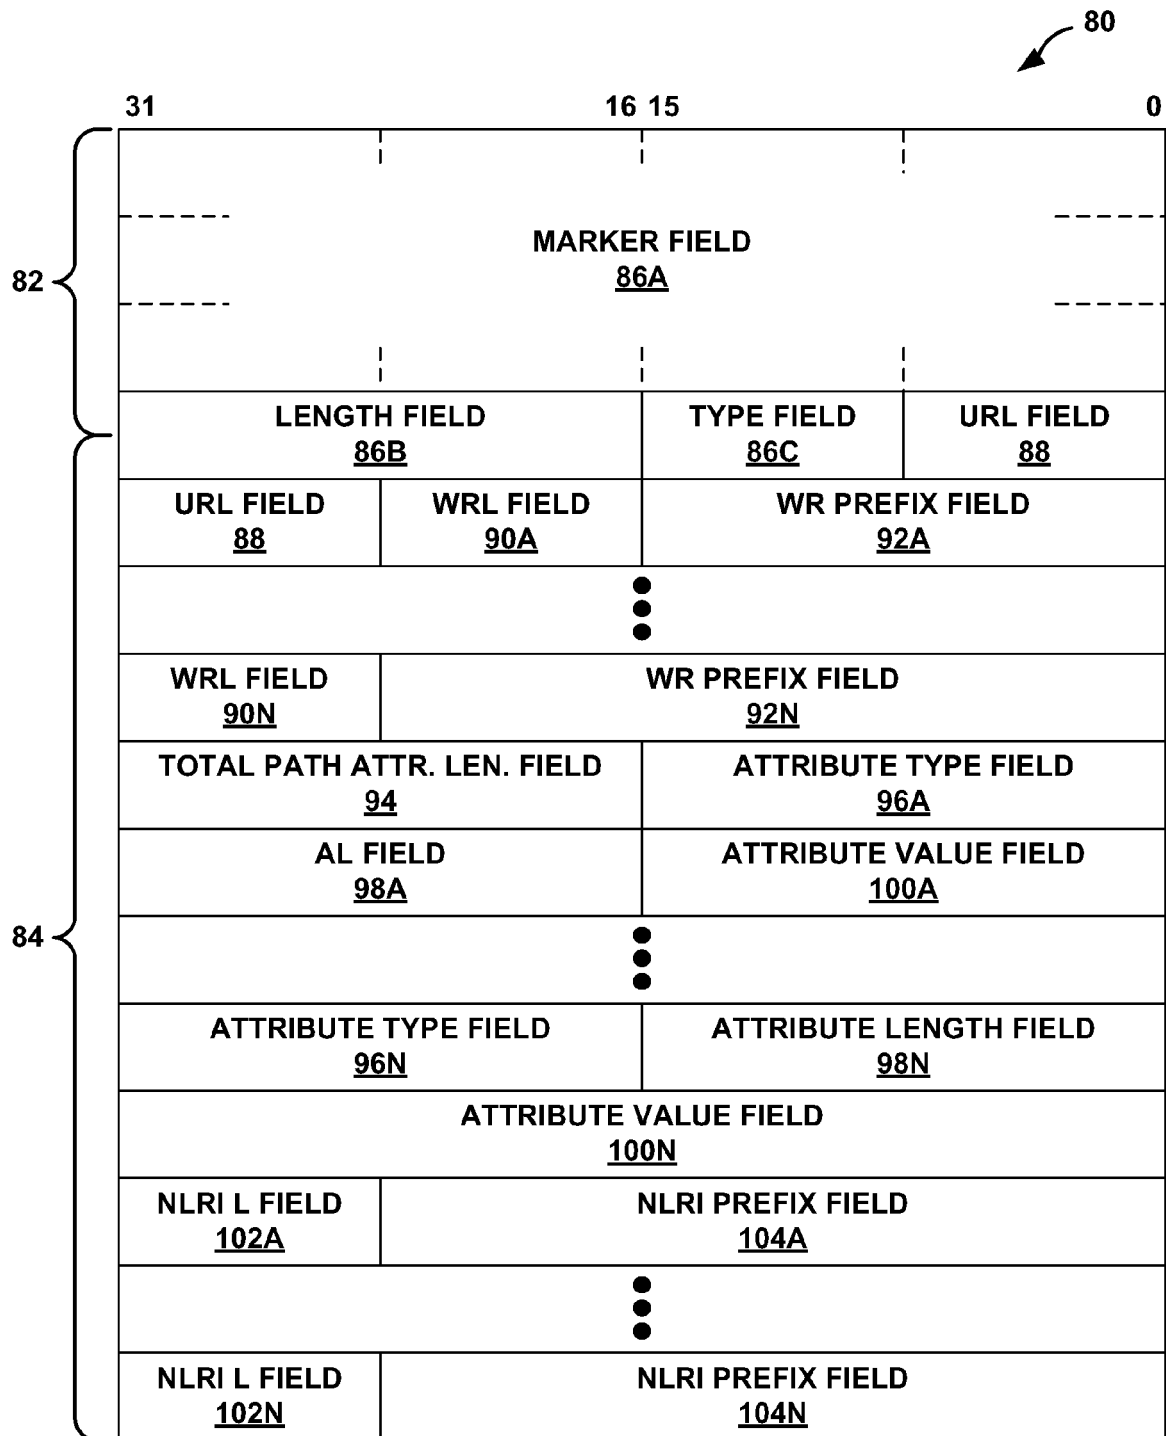 80
31 16 15 0
MARKER FIELD
86A
82
LENGTH FIELD TYPE FIELD URL FIELD
86B 86C 88
URL FIELD WRL FIELD WR PREFIX FIELD
88 90A 92A
WRL FIELD WR PREFIX FIELD
90N 92N
TOTAL PATH ATTR. LEN. FIELD ATTRIBUTE TYPE FIELD
94 96A
AL FIELD ATTRIBUTE VALUE FIELD
98A 100A
84
ATTRIBUTE TYPE FIELD ATTRIBUTE LENGTH FIELD
96N 98N
ATTRIBUTE VALUE FIELD
100N
NLRI L FIELD NLRI PREFIX FIELD
102A 104A
NLRI L FIELD NLRI PREFIX FIELD
102N 104N